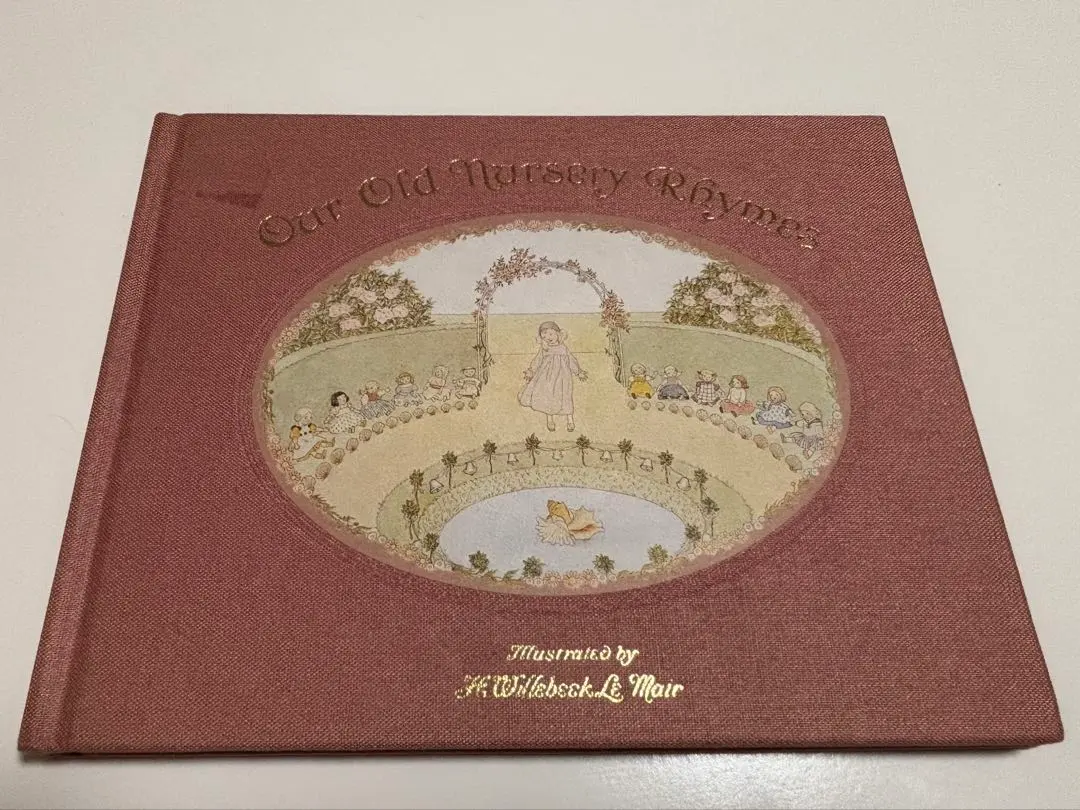 Our Old Nursery Rhymes
Illustrated by
H. Willebeek Le Mair